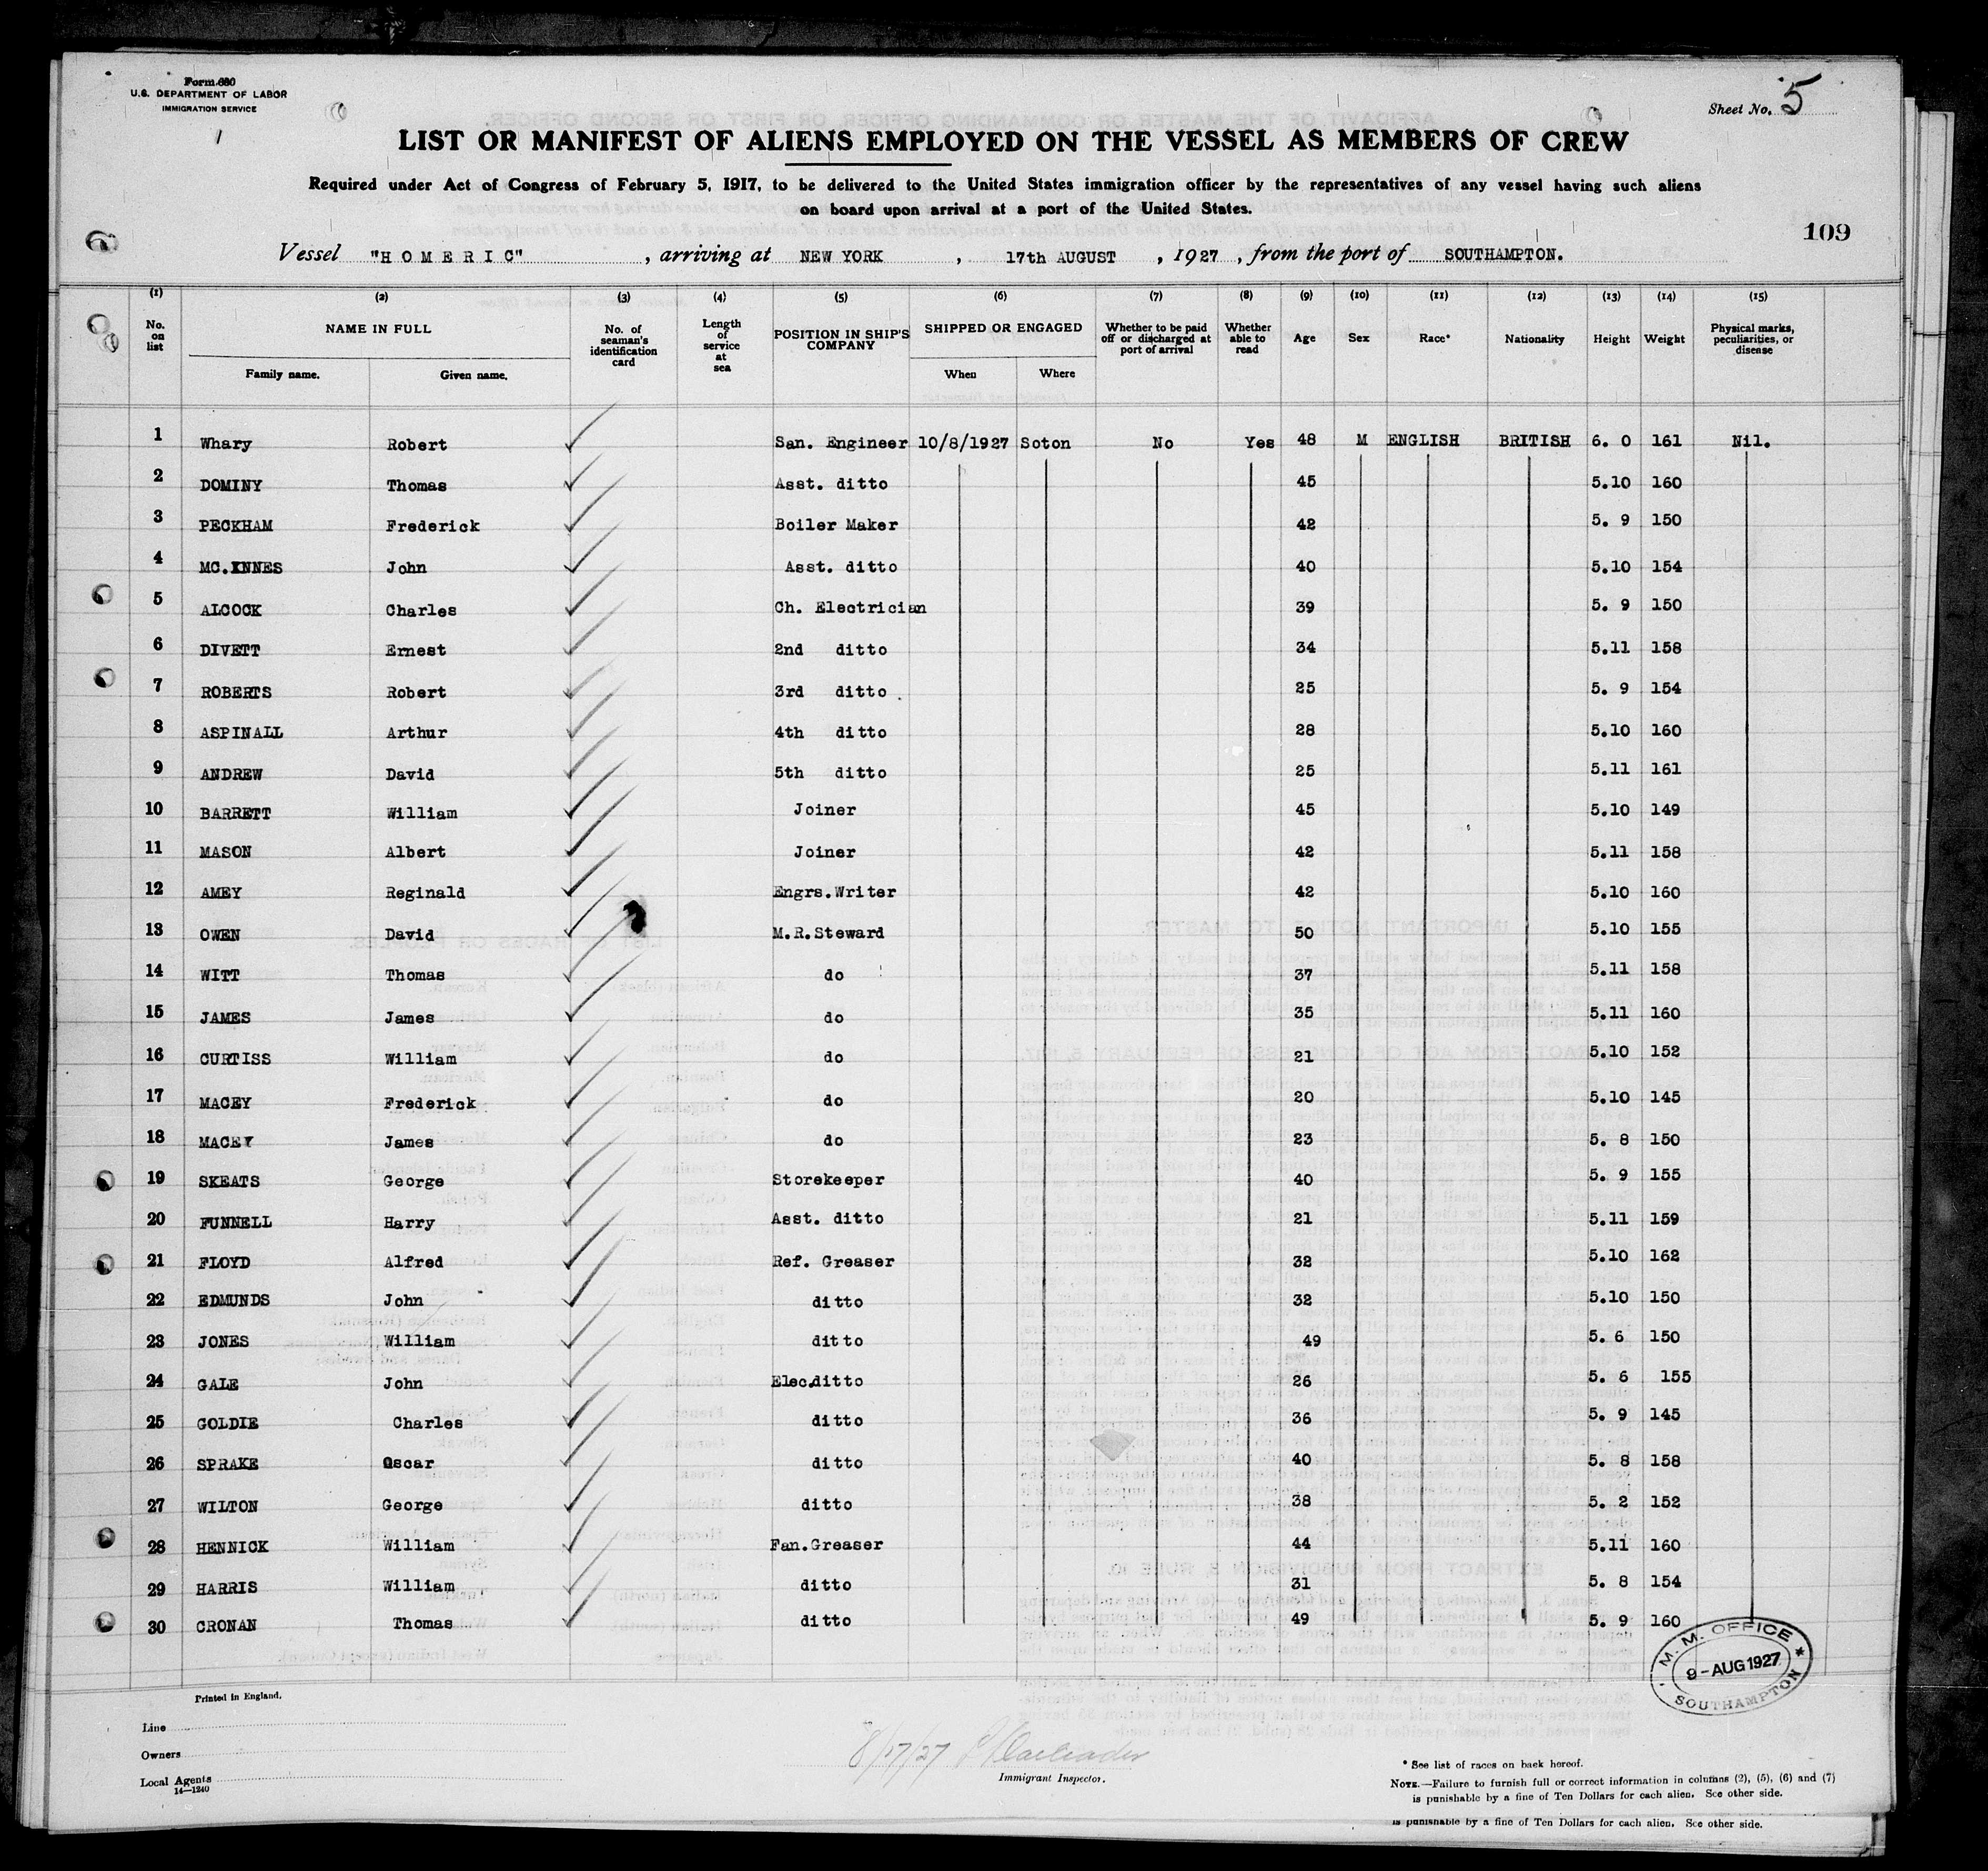 Form 680
U.S. DEPARTMENT OF LABOR
IMMIGRATION SERVICE
Sheet No. 5
LIST OR MANIFEST OF ALIENS EMPLOYED ON THE VESSEL AS MEMBERS OF CREW
Required under Act of Congress of February 5, 1917, to be delivered to the United States immigration officer by the representatives of any vessel having such aliens
on board upon arrival at a port of the United States.
109
Vessel "HOMERIC" , arriving at NEW YORK , 17th AUGUST , 1927 , from the port of SOUTHAMPTON.
(1) (2) (3) (4) (5) (6) (7) (8) (9) (10) (11) (12) (13) (14) (15)
No. on list NAME IN FULL No. of seaman's identification card Length of service at sea POSITION IN SHIP'S COMPANY SHIPPED OR ENGAGED Whether to be paid off or discharged at port of arrival Whether able to read Age Sex Race* Nationality Height Weight Physical marks, peculiarities, or disease
Family name. Given name. When Where
1 Whary Robert San. Engineer 10/8/1927 Soton No Yes 48 M ENGLISH BRITISH 6. 0 161 Nil.
2 DOMINY Thomas Asst. ditto 45 5.10 160
3 PECKHAM Frederick Boiler Maker 42 5. 9 150
4 MC.INNES John Asst. ditto 40 5.10 154
5 ALCOCK Charles Ch. Electrician 39 5. 9 150
6 DIVETT Ernest 2nd ditto 34 5.11 158
7 ROBERTS Robert 3rd ditto . 25 5. 9 154
8 ASPINALL Arthur 4th ditto 28 5.10 160
9 ANDREW David 5th ditto 25 5.11 161
10 BARRETT William Joiner 45 5.10 149
11 MASON Albert Joiner 42 5.11 158
12 AMEY Reginald Engrs.Writer 42 5.10 160
13 OWEN David M.R.Steward 50 5.10 155
14 WITT Thomas do 37 5.11 158
15 JAMES James do 35 5.11 160
16 CURTISS William do 21 5.10 152
17 MACEY Frederick do 20 5.10 145
18 MACEY James do 23 5. 8 150
19 SKEATS George Storekeeper 40 5. 9 155
20 FUNNELL Harry Asst. ditto 21 5.11 159
21 FLOYD Alfred Ref. Greaser 32 5.10 162
22 EDMUNDS John ditto 32 5.10 150
23 JONES William ditto 49 5. 6 150
24 GALE John Elec.ditto 26 5. 6 155
25 GOLDIE Charles ditto 36 5. 9 145
26 SPRAKE Oscar ditto 40 5. 8 158
27 WILTON George ditto 38 5. 2 152
28 HENNICK William Fan.Greaser 44 5.11 160
29 HARRIS William ditto 31 5. 8 154
30 CRONAN Thomas ditto 49 5. 9 160
M. M. OFFICE
9-AUG 1927
SOUTHAMPTON
Printed in England.
Line
Owners
Local Agents
14—1240
8/17/27
Immigrant Inspector.
* See list of races on back hereof.
NOTE.—Failure to furnish full or correct information in columns (2), (5), (6) and (7)
is punishable by a fine of Ten Dollars for each alien. See other side.
is punishable by a fine of Ten Dollars for each alien. See other side.